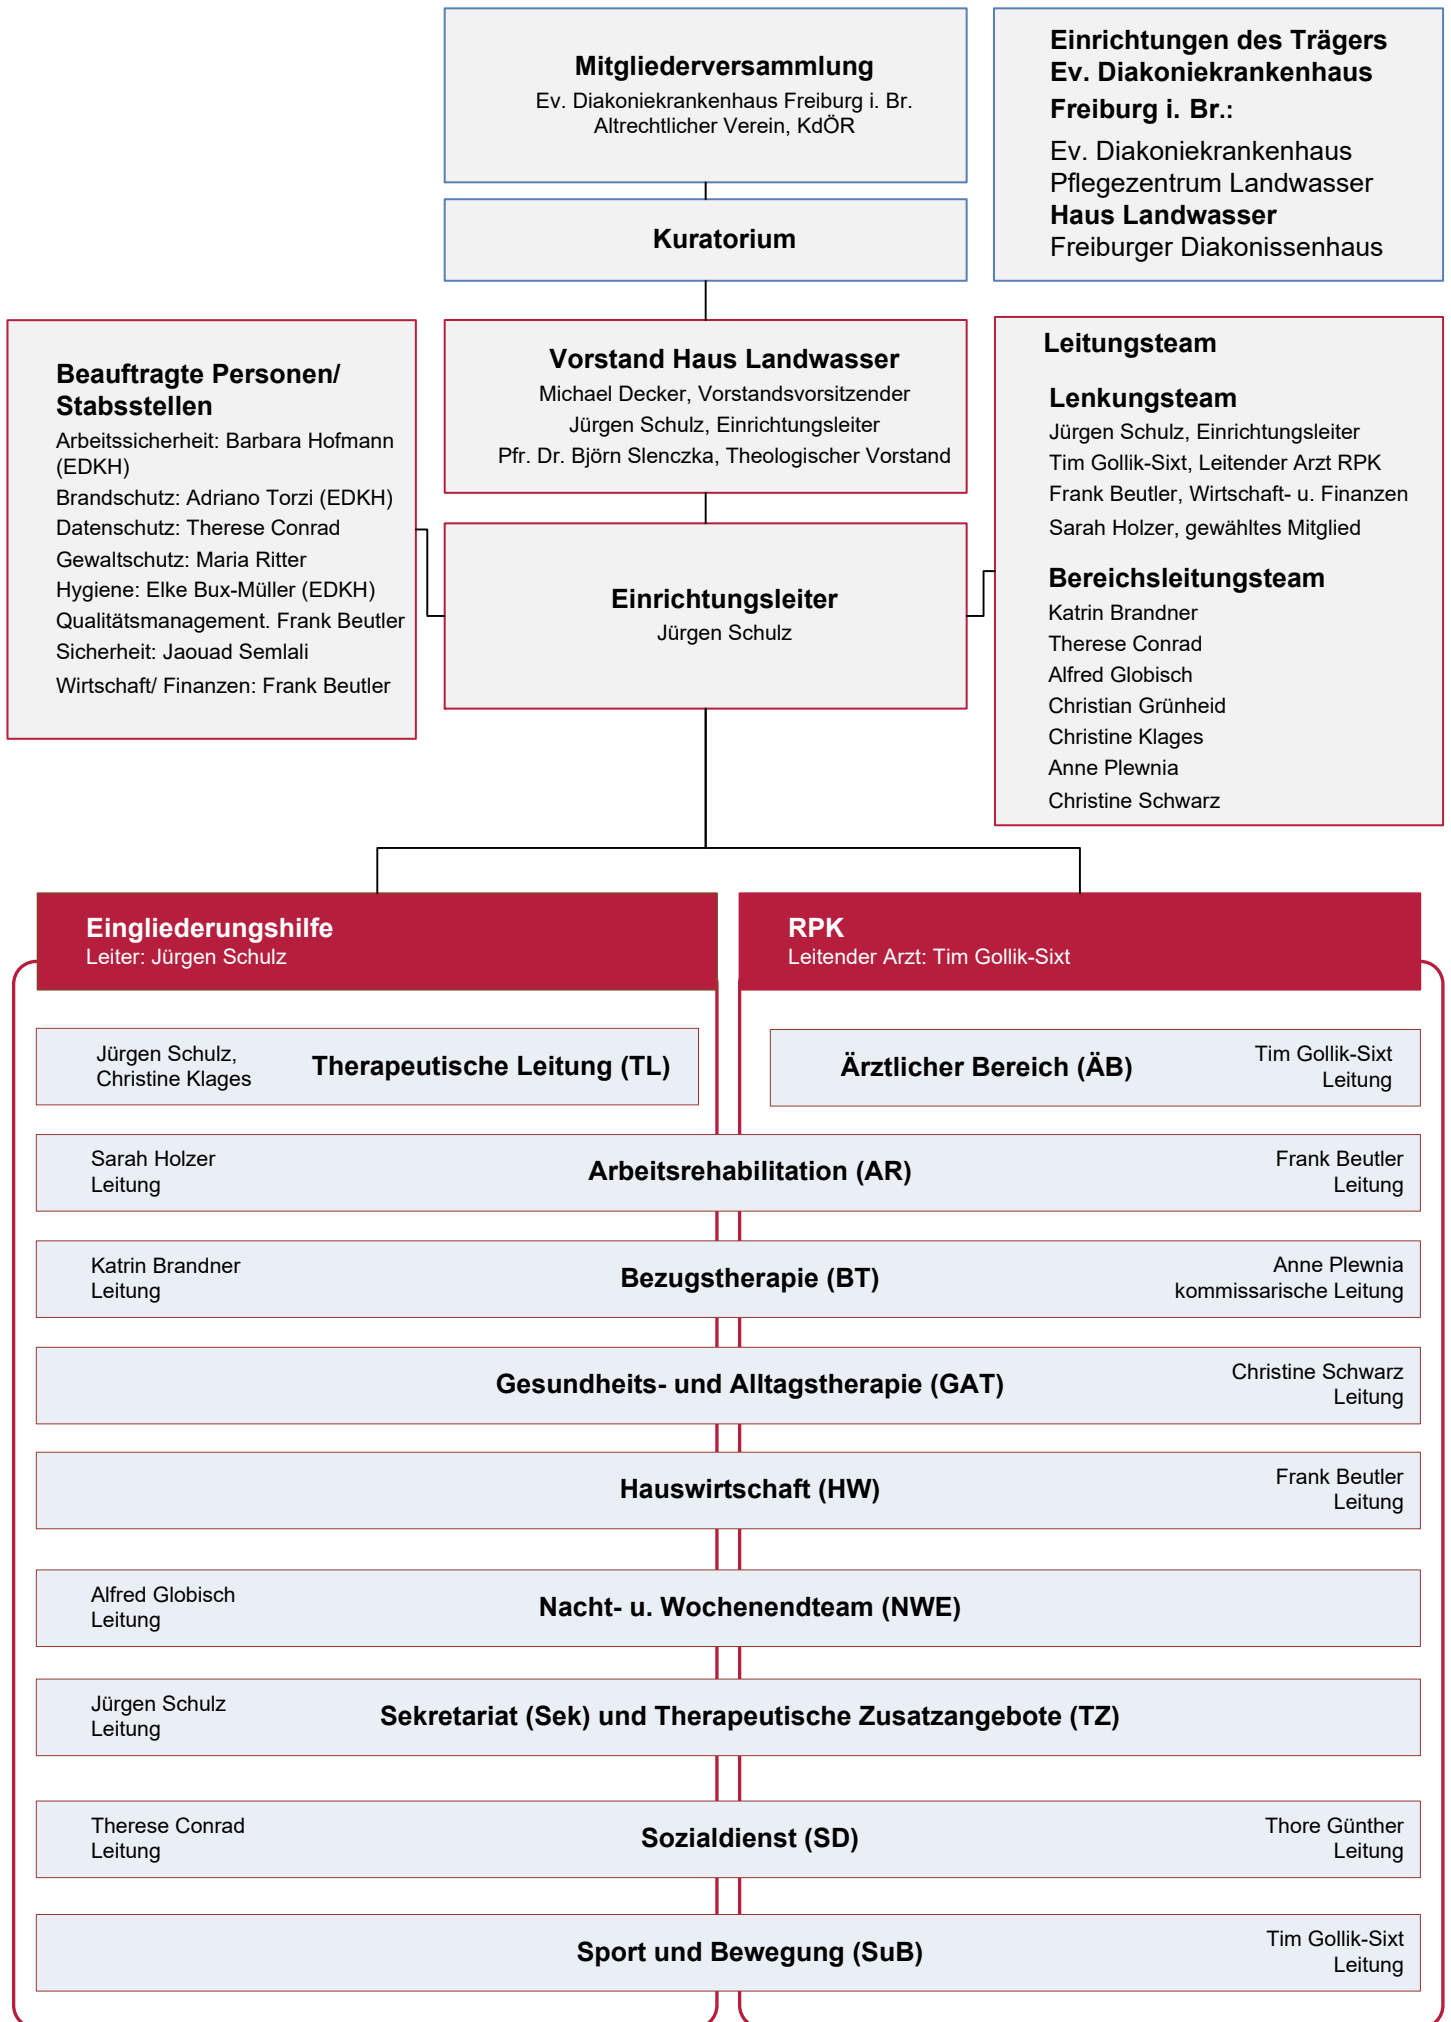 Mitgliederversammlung
Ev. Diakoniekrankenhaus Freiburg i. Br.
Altrechtlicher Verein, KdÖR
Einrichtungen des Trägers
Ev. Diakoniekrankenhaus
Freiburg i. Br.:
Ev. Diakoniekrankenhaus
Pflegezentrum Landwasser
Haus Landwasser
Freiburger Diakonissenhaus
Kuratorium
Beauftragte Personen/
Stabsstellen
Arbeitssicherheit: Barbara Hofmann
(EDKH)
Brandschutz: Adriano Torzi (EDKH)
Datenschutz: Therese Conrad
Gewaltschutz: Maria Ritter
Hygiene: Elke Bux-Müller (EDKH)
Qualitätsmanagement. Frank Beutler
Sicherheit: Jaouad Semlali
Wirtschaft/ Finanzen: Frank Beutler
Vorstand Haus Landwasser
Michael Decker, Vorstandsvorsitzender
Jürgen Schulz, Einrichtungsleiter
Pfr. Dr. Björn Slenczka, Theologischer Vorstand
Einrichtungsleiter
Jürgen Schulz
Leitungsteam
Lenkungsteam
Jürgen Schulz, Einrichtungsleiter
Tim Gollik-Sixt, Leitender Arzt RPK
Frank Beutler, Wirtschaft- u. Finanzen
Sarah Holzer, gewähltes Mitglied
Bereichsleitungsteam
Katrin Brandner
Therese Conrad
Alfred Globisch
Christian Grünheid
Christine Klages
Anne Plewnia
Christine Schwarz
Eingliederungshilfe
Leiter: Jürgen Schulz
RPK
Leitender Arzt: Tim Gollik-Sixt
Jürgen Schulz,
Christine Klages
Therapeutische Leitung (TL)
Ärztlicher Bereich (ÄB)
Tim Gollik-Sixt
Leitung
Sarah Holzer
Leitung
Arbeitsrehabilitation (AR)
Frank Beutler
Leitung
Katrin Brandner
Leitung
Bezugstherapie (BT)
Anne Plewnia
kommissarische Leitung
Gesundheits- und Alltagstherapie (GAT)
Christine Schwarz
Leitung
Hauswirtschaft (HW)
Frank Beutler
Leitung
Alfred Globisch
Leitung
Nacht- u. Wochenendteam (NWE)
Jürgen Schulz
Leitung
Sekretariat (Sek) und Therapeutische Zusatzangebote (TZ)
Therese Conrad
Leitung
Sozialdienst (SD)
Thore Günther
Leitung
Sport und Bewegung (SuB)
Tim Gollik-Sixt
Leitung